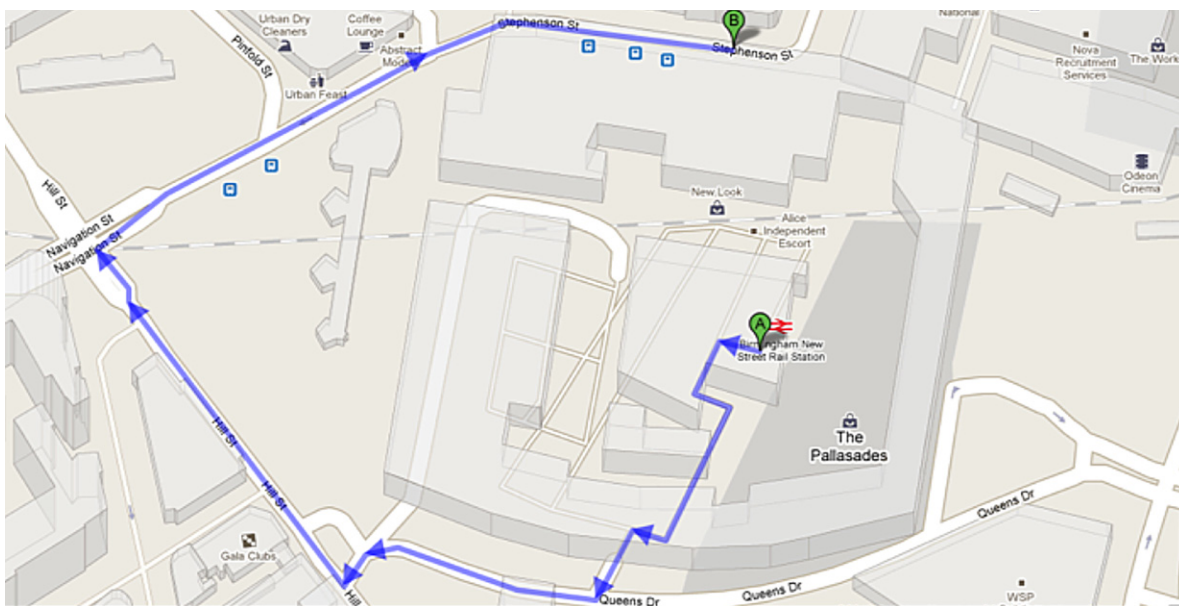 Urban Dry
Cleaners
Coffee
Lounge
Abstract
Urban Feast
Pinfold St
Stephenson St
B
Stephenson St
National
Nova
Recruitment
Services
The Work
Odeon
Cinema
Hill St
Navigation St
Navigation St
New Look
Alice
Independent
Escort
A
Birmingham New
Street Rail Station
The
Pallasades
Hill St
Hill St
Gala Clubs
Hill
Queens Dr
Queens Dr
Queens Dr
WSP